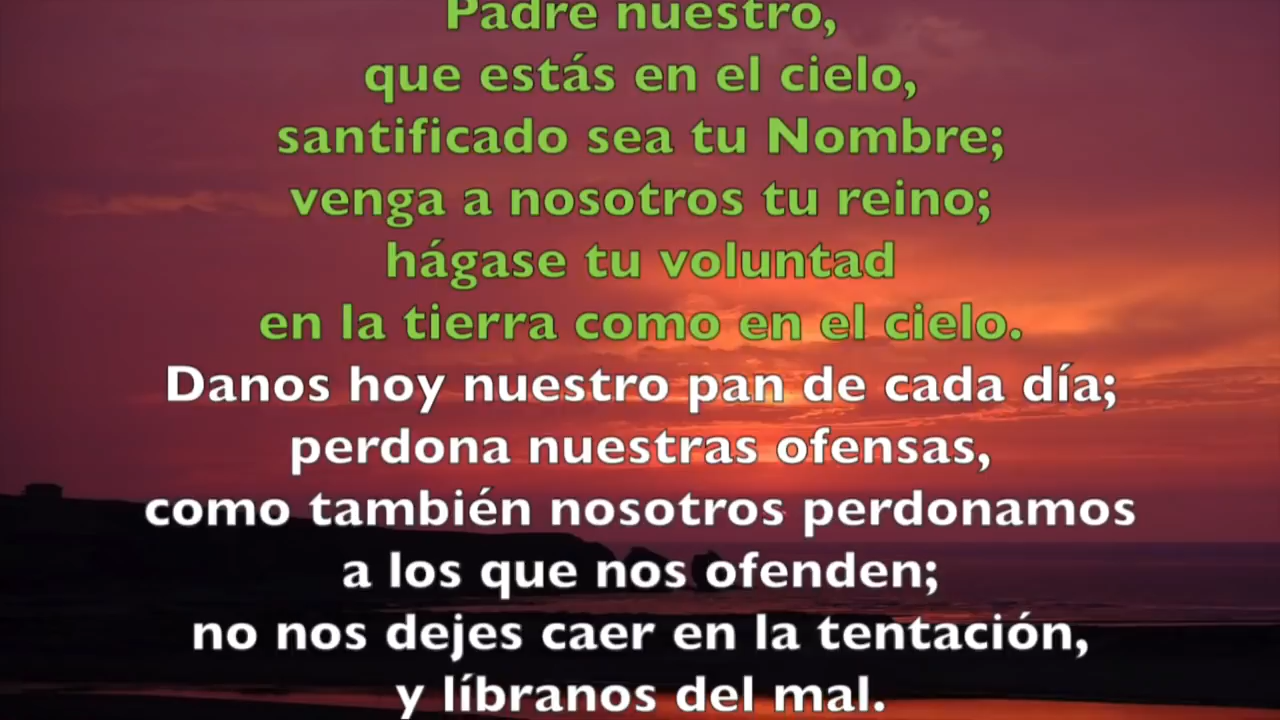 Padre nuestro,
que estás en el cielo,
santificado sea tu Nombre;
venga a nosotros tu reino;
hágase tu voluntad
en la tierra como en el cielo.
Danos hoy nuestro pan de cada día;
perdona nuestras ofensas,
como también nosotros perdonamos
a los que nos ofenden;
no nos dejes caer en la tentación,
y líbranos del mal.